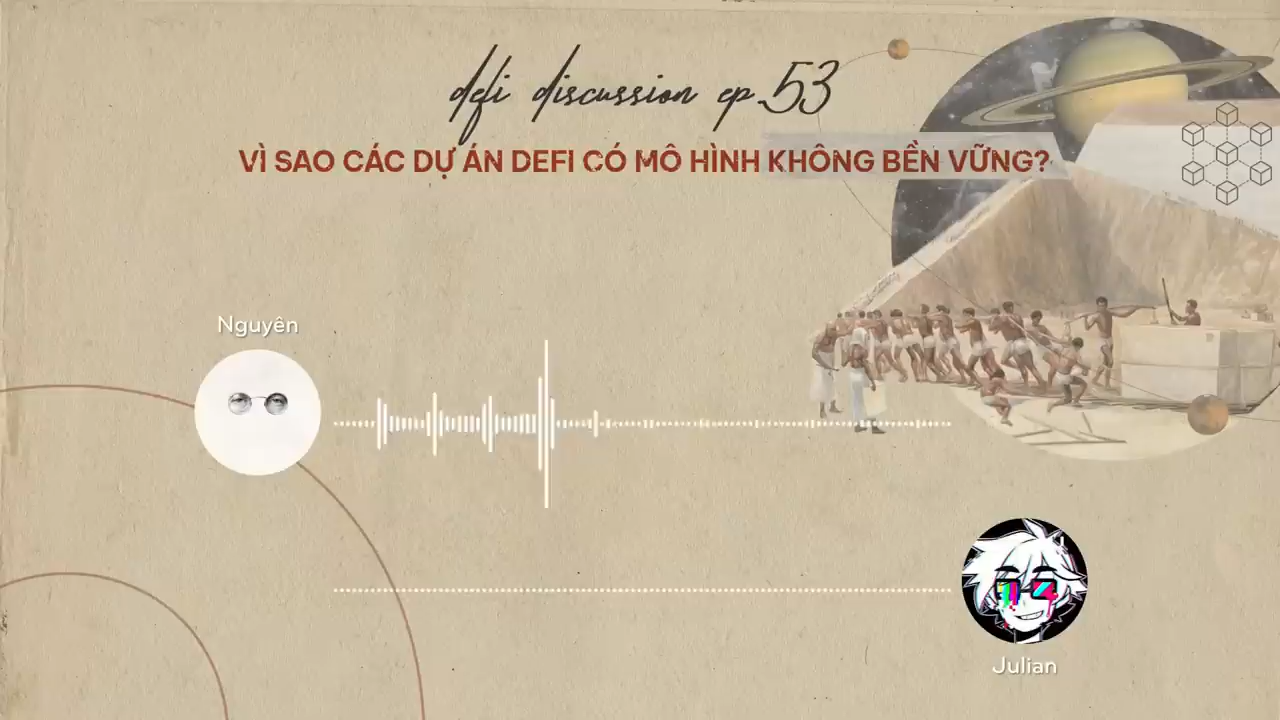 defi discussion ep.53
VÌ SAO CÁC DỰ ÁN DEFI CÓ MÔ HÌNH KHÔNG BỀN VỮNG?
Nguyên
Julian